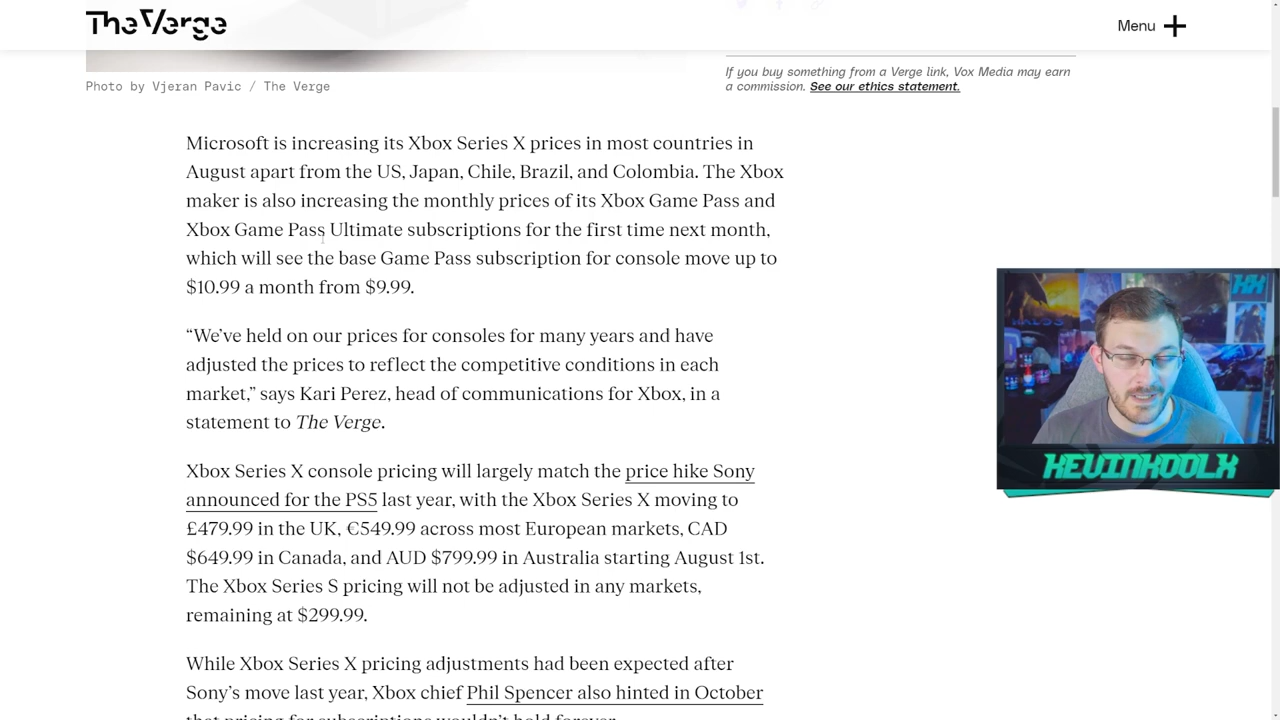 The Verge
Menu
If you buy something from a Verge link, Vox Media may earn
a commission. See our ethics statement.
Photo by Vjeran Pavic / The Verge
Microsoft is increasing its Xbox Series X prices in most countries in
August apart from the US, Japan, Chile, Brazil, and Colombia. The Xbox
maker is also increasing the monthly prices of its Xbox Game Pass and
Xbox Game Pass Ultimate subscriptions for the first time next month,
which will see the base Game Pass subscription for console move up to
$10.99 a month from $9.99.
“We’ve held on our prices for consoles for many years and have
adjusted the prices to reflect the competitive conditions in each
market,” says Kari Perez, head of communications for Xbox, in a
statement to The Verge.
Xbox Series X console pricing will largely match the price hike Sony
announced for the PS5 last year, with the Xbox Series X moving to
£479.99 in the UK, €549.99 across most European markets, CAD
$649.99 in Canada, and AUD $799.99 in Australia starting August 1st.
The Xbox Series S pricing will not be adjusted in any markets,
remaining at $299.99.
While Xbox Series X pricing adjustments had been expected after
Sony’s move last year, Xbox chief Phil Spencer also hinted in October
that pricing for subscriptions wouldn’t hold forever.
KEVINKOOLX